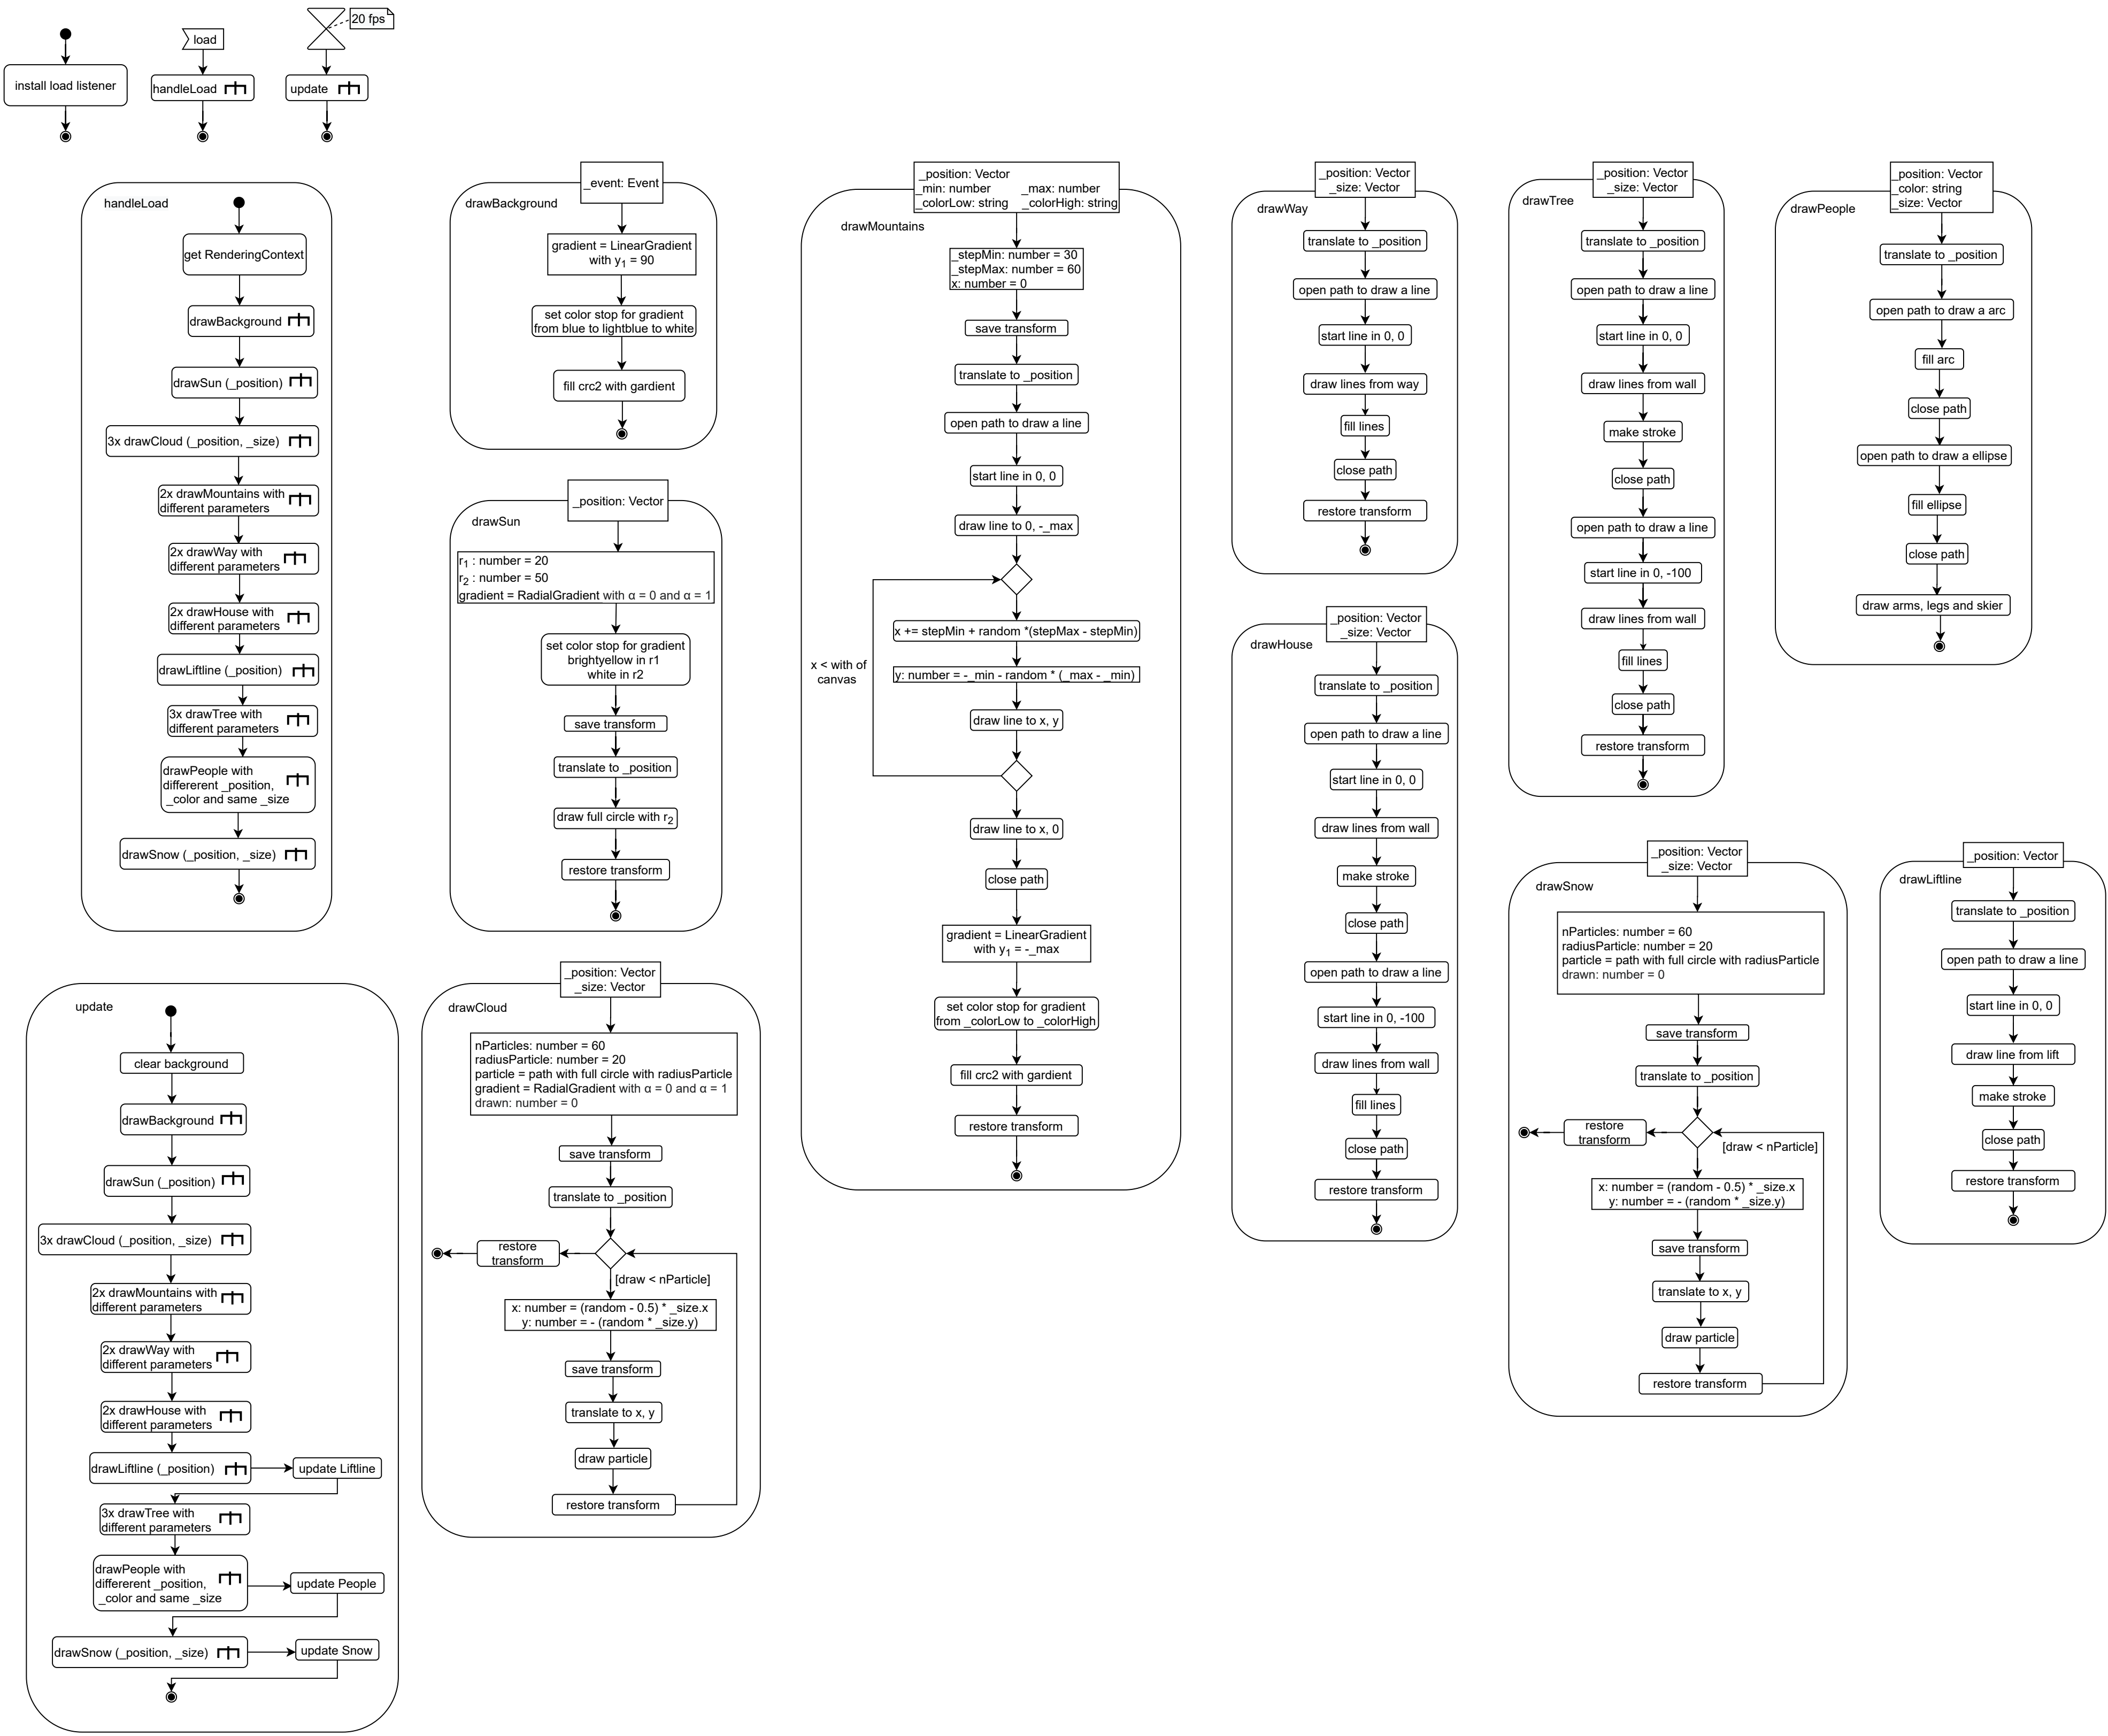 install load listener
load
handleLoad
20 fps
update
handleLoad
get RenderingContext
drawBackground
drawSun (_position)
3x drawCloud (_position, _size)
2x drawMountains with
different parameters
2x drawWay with
different parameters
2x drawHouse with
different parameters
drawLiftline (_position)
3x drawTree with
different parameters
drawPeople with
differerent _position,
_color and same _size
drawSnow (_position, _size)
update
clear background
drawBackground
drawSun (_position)
3x drawCloud (_position, _size)
2x drawMountains with
different parameters
2x drawWay with
different parameters
2x drawHouse with
different parameters
drawLiftline (_position)
update Liftline
3x drawTree with
different parameters
drawPeople with
differerent _position,
_color and same _size
update People
drawSnow (_position, _size)
update Snow
_event: Event
drawBackground
gradient = LinearGradient
with y1 = 90
set color stop for gradient
from blue to lightblue to white
fill crc2 with gardient
_position: Vector
drawSun
r1 : number = 20
r2 : number = 50
gradient = RadialGradient with α = 0 and α = 1
set color stop for gradient
brightyellow in r1
white in r2
save transform
translate to _position
draw full circle with r2
restore transform
_position: Vector
_size: Vector
drawCloud
nParticles: number = 60
radiusParticle: number = 20
particle = path with full circle with radiusParticle
gradient = RadialGradient with α = 0 and α = 1
drawn: number = 0
save transform
translate to _position
restore
transform
[draw < nParticle]
x: number = (random - 0.5) * _size.x
y: number = - (random * _size.y)
save transform
translate to x, y
draw particle
restore transform
_position: Vector
_min: number _max: number
_colorLow: string _colorHigh: string
drawMountains
_stepMin: number = 30
_stepMax: number = 60
x: number = 0
save transform
translate to _position
open path to draw a line
start line in 0, 0
draw line to 0, -_max
x += stepMin + random *(stepMax - stepMin)
x < with of
canvas
y: number = -_min - random * (_max - _min)
draw line to x, y
draw line to x, 0
close path
gradient = LinearGradient
with y1 = -_max
set color stop for gradient
from _colorLow to _colorHigh
fill crc2 with gardient
restore transform
_position: Vector
_size: Vector
drawWay
translate to _position
open path to draw a line
start line in 0, 0
draw lines from way
fill lines
close path
restore transform
_position: Vector
_size: Vector
drawHouse
translate to _position
open path to draw a line
start line in 0, 0
draw lines from wall
make stroke
close path
open path to draw a line
start line in 0, -100
draw lines from wall
fill lines
close path
restore transform
_position: Vector
_size: Vector
drawTree
translate to _position
open path to draw a line
start line in 0, 0
draw lines from wall
make stroke
close path
open path to draw a line
start line in 0, -100
draw lines from wall
fill lines
close path
restore transform
_position: Vector
_color: string
_size: Vector
drawPeople
translate to _position
open path to draw a arc
fill arc
close path
open path to draw a ellipse
fill ellipse
close path
draw arms, legs and skier
_position: Vector
_size: Vector
drawSnow
nParticles: number = 60
radiusParticle: number = 20
particle = path with full circle with radiusParticle
drawn: number = 0
save transform
translate to _position
restore
transform
[draw < nParticle]
x: number = (random - 0.5) * _size.x
y: number = - (random * _size.y)
save transform
translate to x, y
draw particle
restore transform
_position: Vector
drawLiftline
translate to _position
open path to draw a line
start line in 0, 0
draw line from lift
make stroke
close path
restore transform